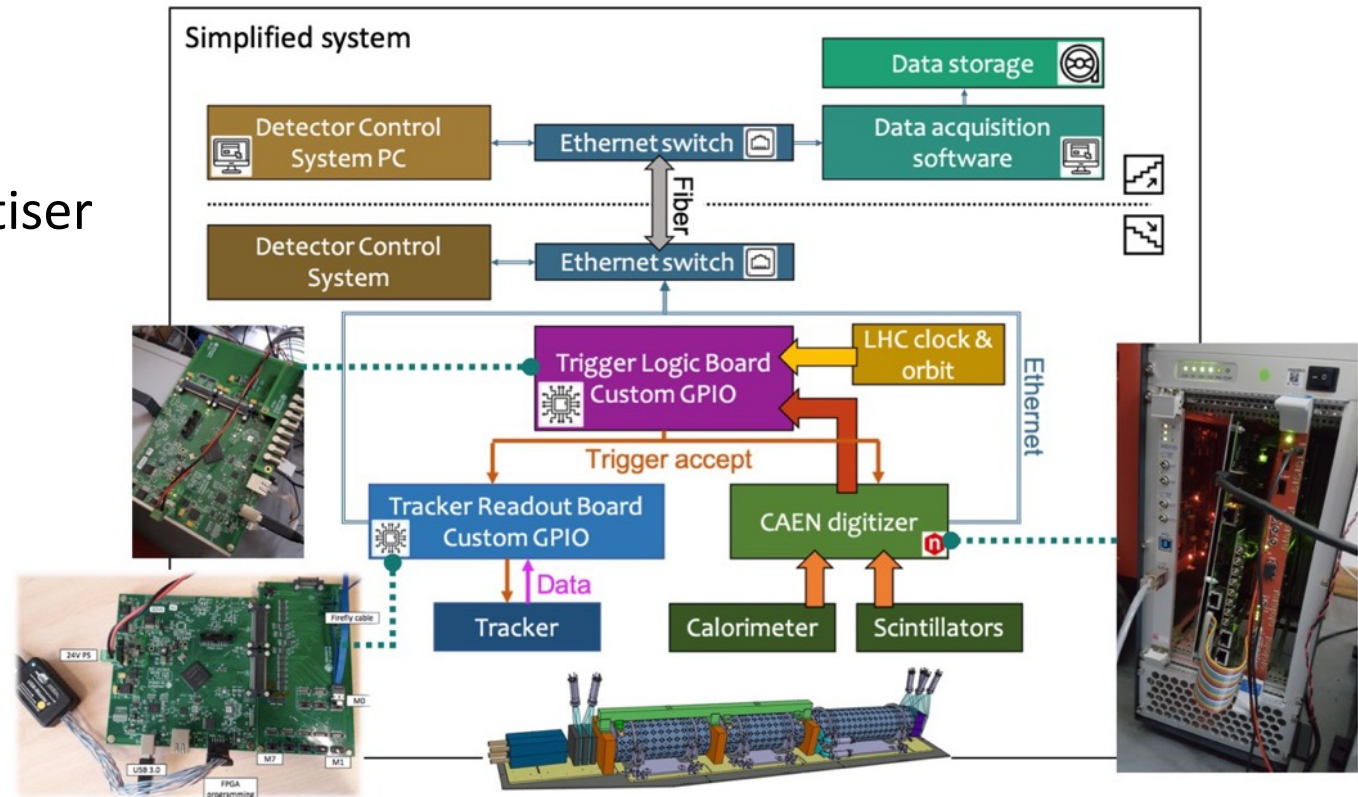 Simplified system
tiser
Data storage
Detector Control
System PC
Ethernet switch
Data acquisition
software
Fiber
Detector Control
System
Ethernet switch
Trigger Logic Board
Custom GPIO
LHC clock &
orbit
Ethernet
Trigger accept
Tracker Readout Board
Custom GPIO
CAEN digitizer
n
Data
Tracker
Calorimeter
Scintillators
Firefly cable
24V PS
M0
USB 3.0
M7
M1
FPGA
programming